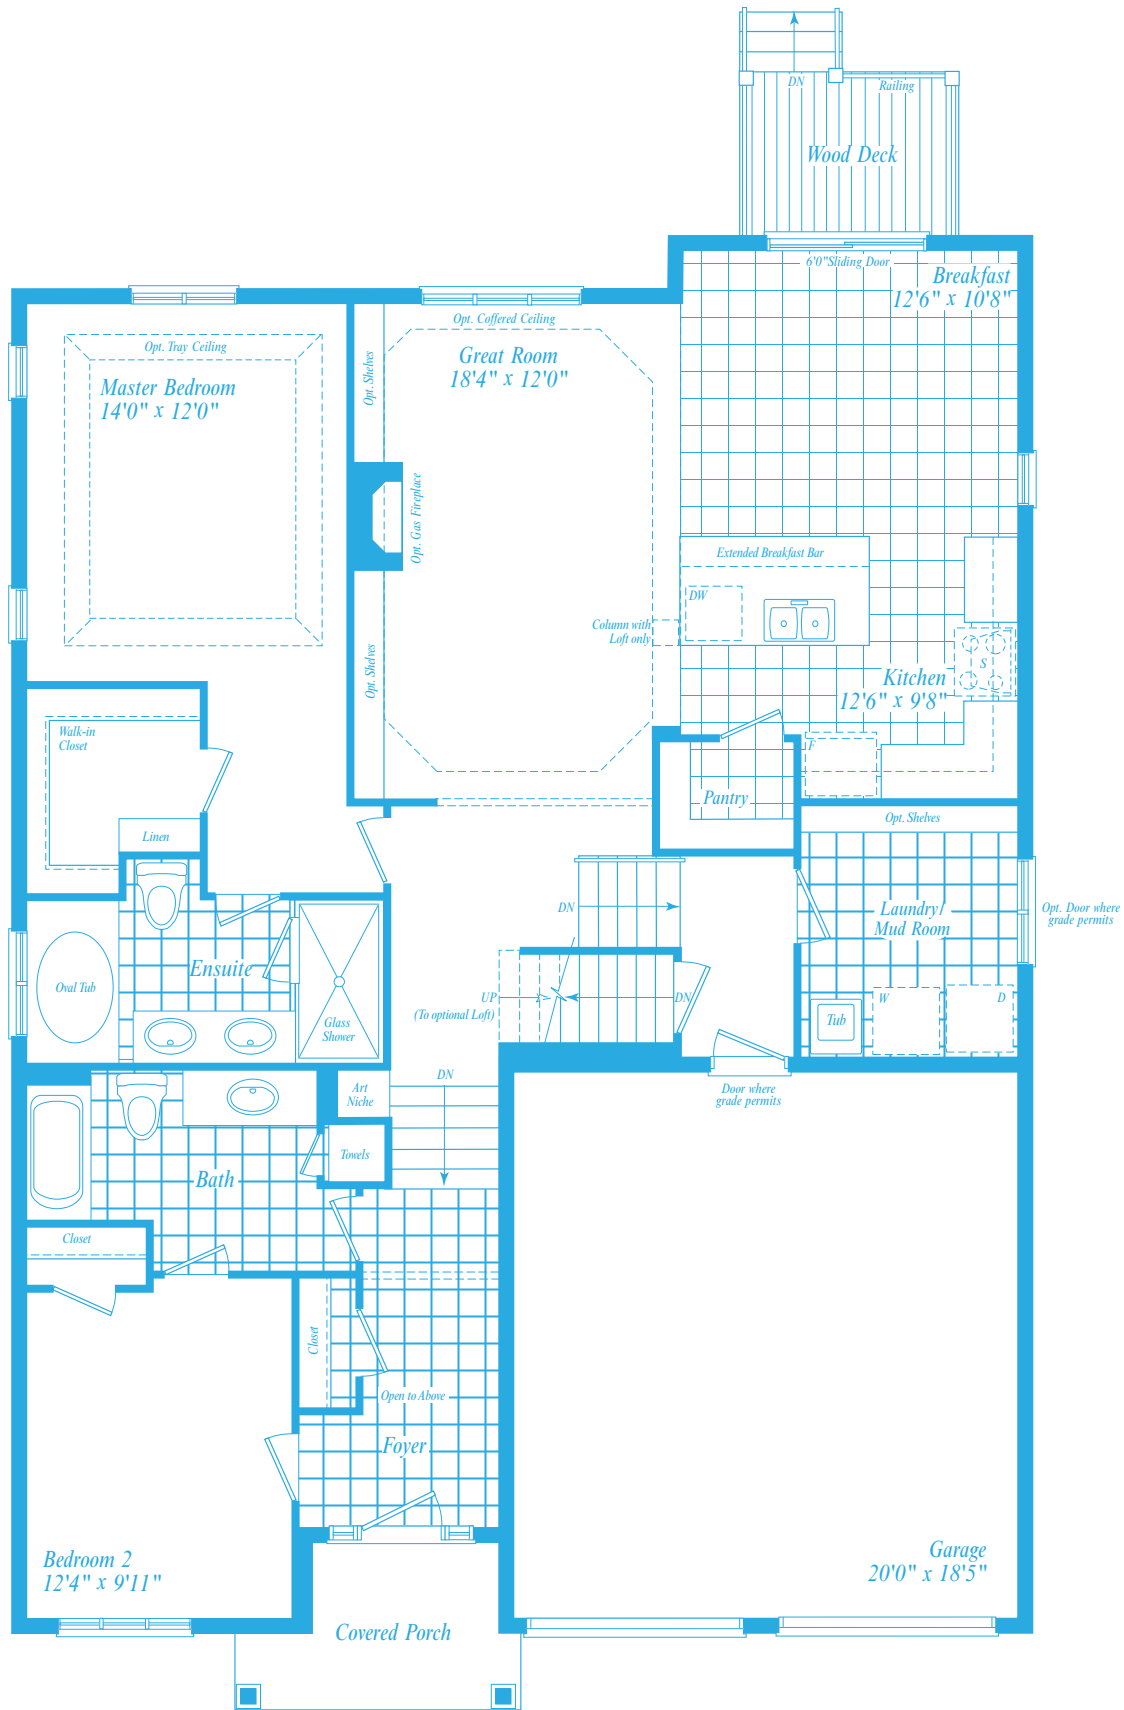 DN
Railing
Wood Deck
6'0"Sliding Door
Breakfast
12'6" x 10'8"
Opt. Tray Ceiling
Master Bedroom
14'0" x 12'0"
Opt. Coffered Ceiling
Great Room
18'4" x 12'0"
Opt. Shelves
Opt. Gas Fireplace
Opt. Shelves
Extended Breakfast Bar
DW
Column with
Loft only
Kitchen
12'6" x 9'8"
S
F
Pantry
Walk-in
Closet
Linen
Opt. Shelves
Laundry/
Mud Room
Opt. Door where
grade permits
W
D
Tub
DN
UP
(To optional Loft)
DN
Ensuite
Oval Tub
Glass
Shower
Door where
grade permits
Art
Niche
DN
Towels
Bath
Closet
Closet
Open to Above
Foyer
Bedroom 2
12'4" x 9'11"
Garage
20'0" x 18'5"
Covered Porch